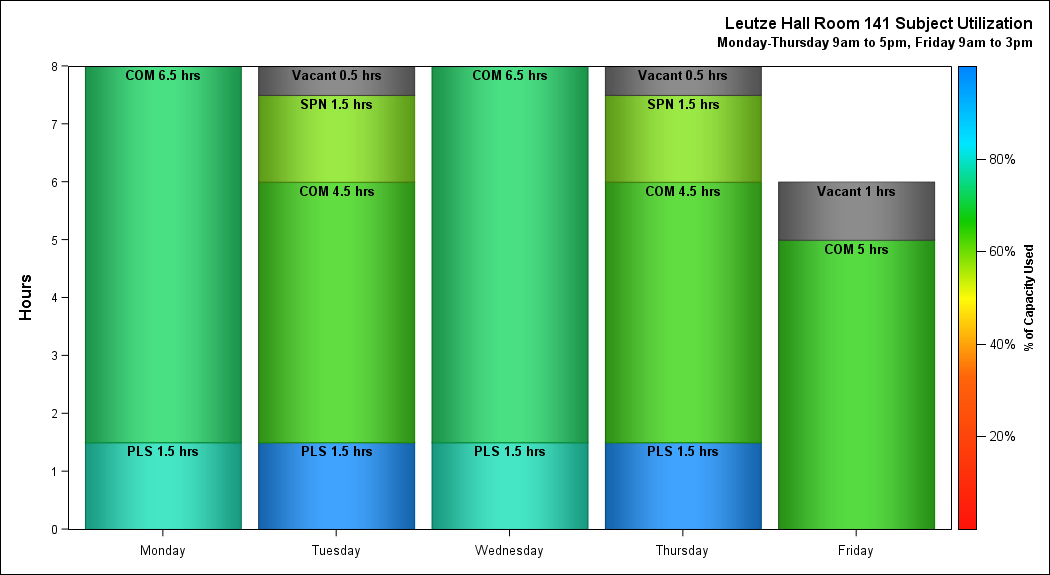 Leutze Hall Room 141 Subject Utilization
Monday-Thursday 9am to 5pm, Friday 9am to 3pm
8
7
6
5
4
3
2
1
0
Hours
COM 6.5 hrs
PLS 1.5 hrs
Vacant 0.5 hrs
SPN 1.5 hrs
COM 4.5 hrs
PLS 1.5 hrs
COM 6.5 hrs
PLS 1.5 hrs
Vacant 0.5 hrs
SPN 1.5 hrs
COM 4.5 hrs
PLS 1.5 hrs
Vacant 1 hrs
COM 5 hrs
Monday Tuesday Wednesday Thursday Friday
80%
60%
40%
20%
% of Capacity Used